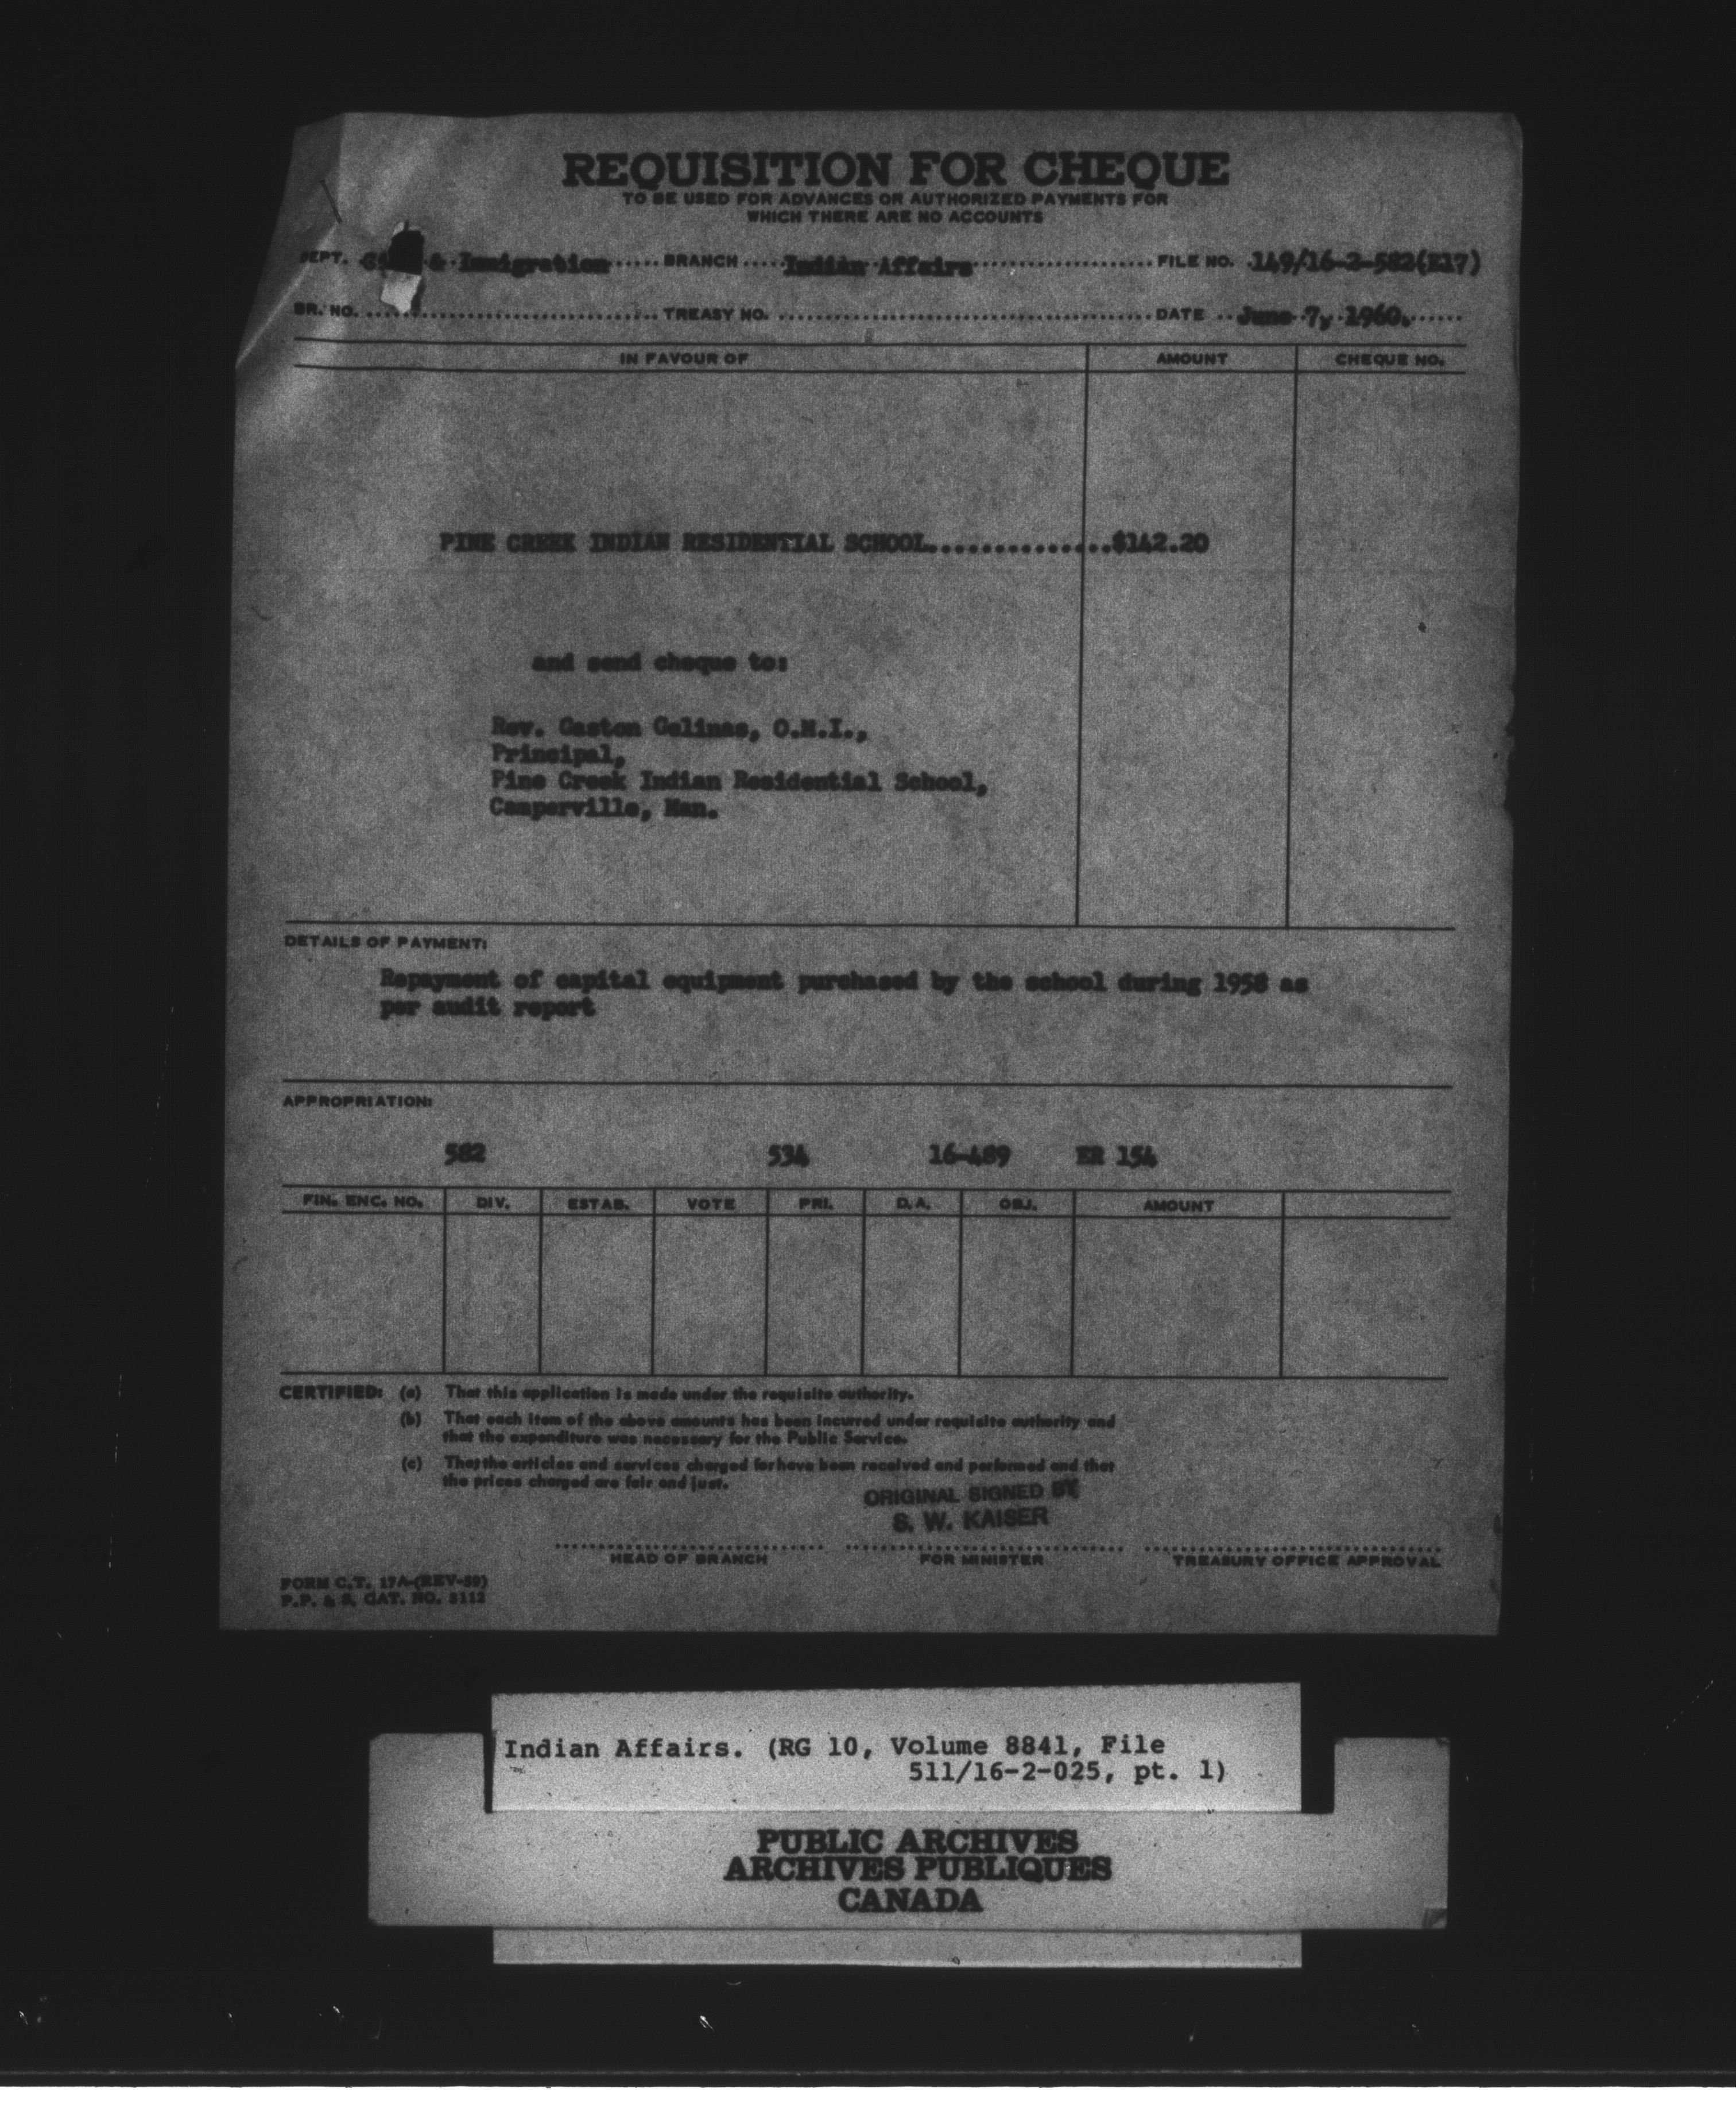 REQUISITION FOR CHEQUE
TO BE USED FOR ADVANCES OR AUTHORIZED PAYMENTS FOR
WHICH THERE ARE NO ACCOUNTS
DEPT. & Immigration BRANCH Indian Affairs FILE NO. 149/16-2-582(E17)
BR. NO. TREASY NO. DATE June 7, 1960.
IN FAVOUR OF AMOUNT CHEQUE NO.
PINE CREEK INDIAN RESIDENTIAL SCHOOL..............$142.20
and send cheque to:
Rev. Gaston Gelinas, O.M.I.,
Principal,
Pine Creek Indian Residential School,
Camperville, Man.
DETAILS OF PAYMENT:
Repayment of capital equipment purchased by the school during 1958 as
per audit report
APPROPRIATION:
582 534 16-489 ER 154
FIN. ENC. NO. DIV. ESTAB. VOTE PRI. D.A. OBJ. AMOUNT
CERTIFIED: (a) That this application is made under the requisite authority.
(b) That each item of the above amounts has been incurred under requisite authority and
that the expenditure was necessary for the Public Service.
(c) That the articles and services charged for have been received and performed and that
the prices charged are fair and just.
ORIGINAL SIGNED BY
S. W. KAISER
HEAD OF BRANCH FOR MINISTER TREASURY OFFICE APPROVAL
FORM C.T. 17A-(REV-59)
P.P. & S. CAT. NO. 5112
Indian Affairs. (RG 10, Volume 8841, File
511/16-2-025, pt. 1)
PUBLIC ARCHIVES
ARCHIVES PUBLIQUES
CANADA